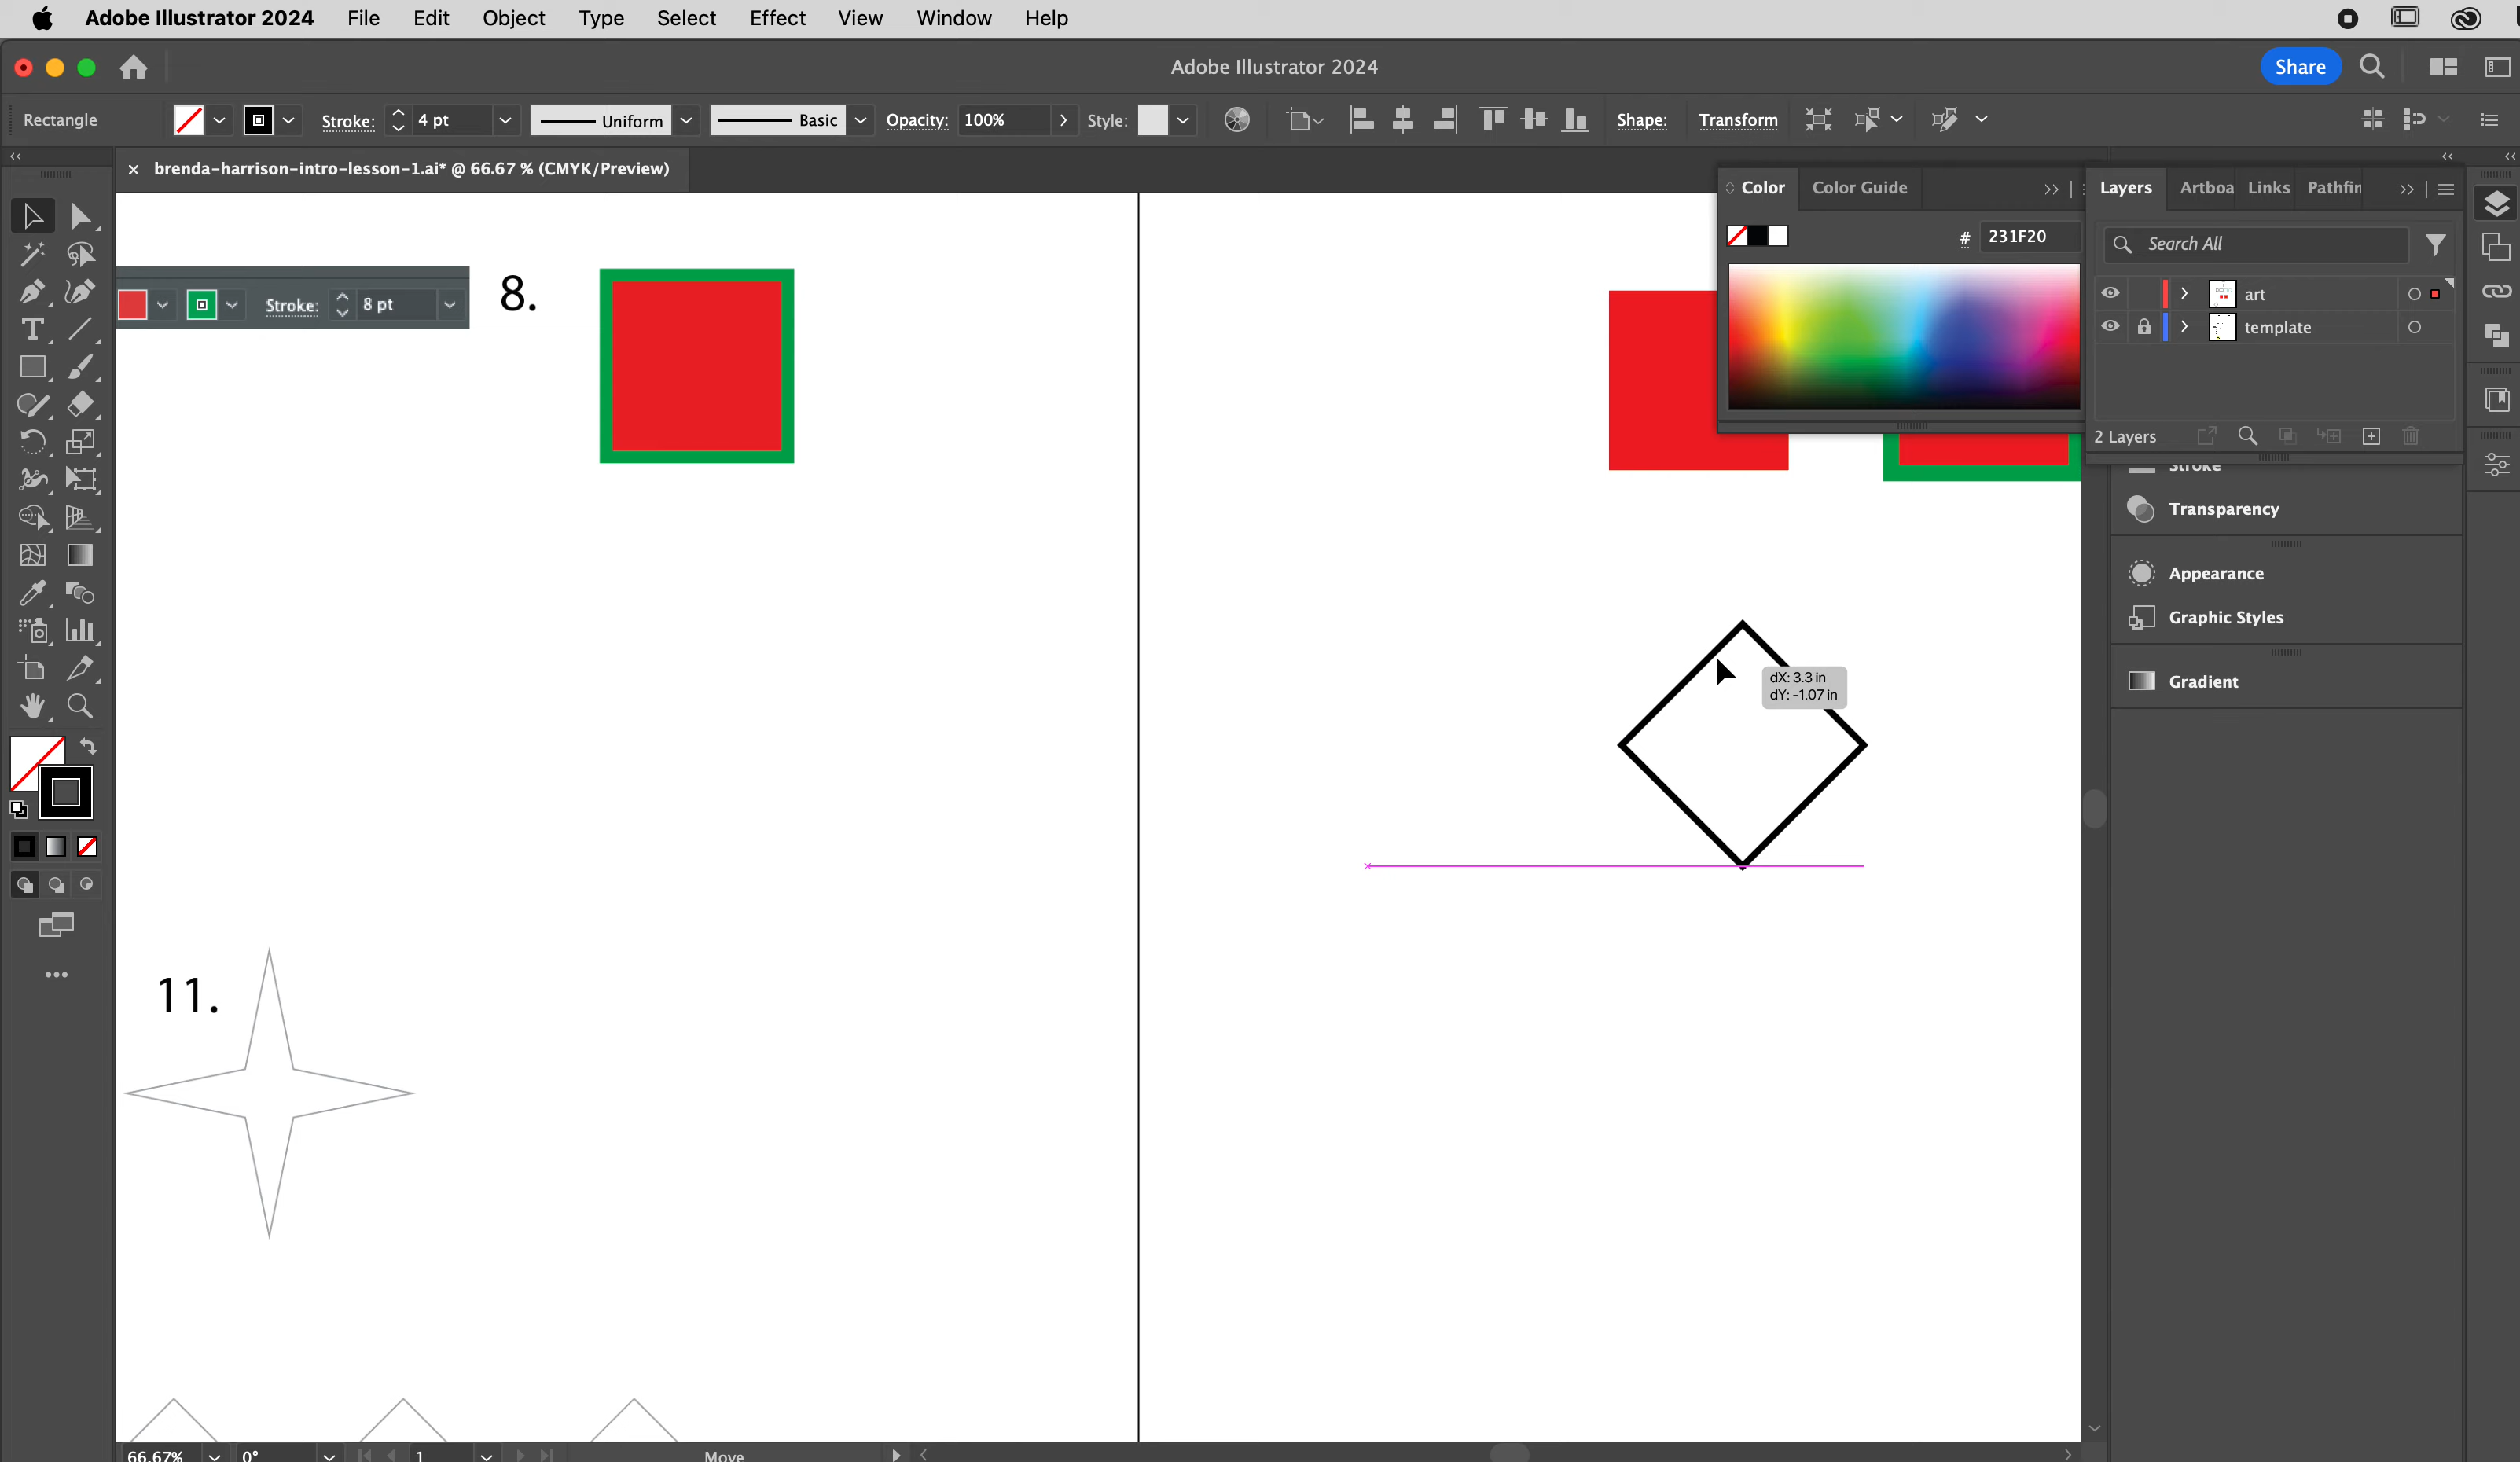 Adobe Illustrator 2024 File Edit Object Type Select Effect View Window Help
Adobe Illustrator 2024
Share
Rectangle Stroke: 4 pt Uniform Basic Opacity: 100% Style: Shape: Transform
× brenda-harrison-intro-lesson-1.ai* @ 66.67 % (CMYK/Preview)
Color Color Guide
Layers Artboa Links Pathfin
# 231F20
Search All
art
template
2 Layers
Stroke: 8 pt
8.
Stroke
Transparency
Appearance
Graphic Styles
Gradient
dX: 3.3 in
dY: -1.07 in
11.
66.67% 0° 1 Move